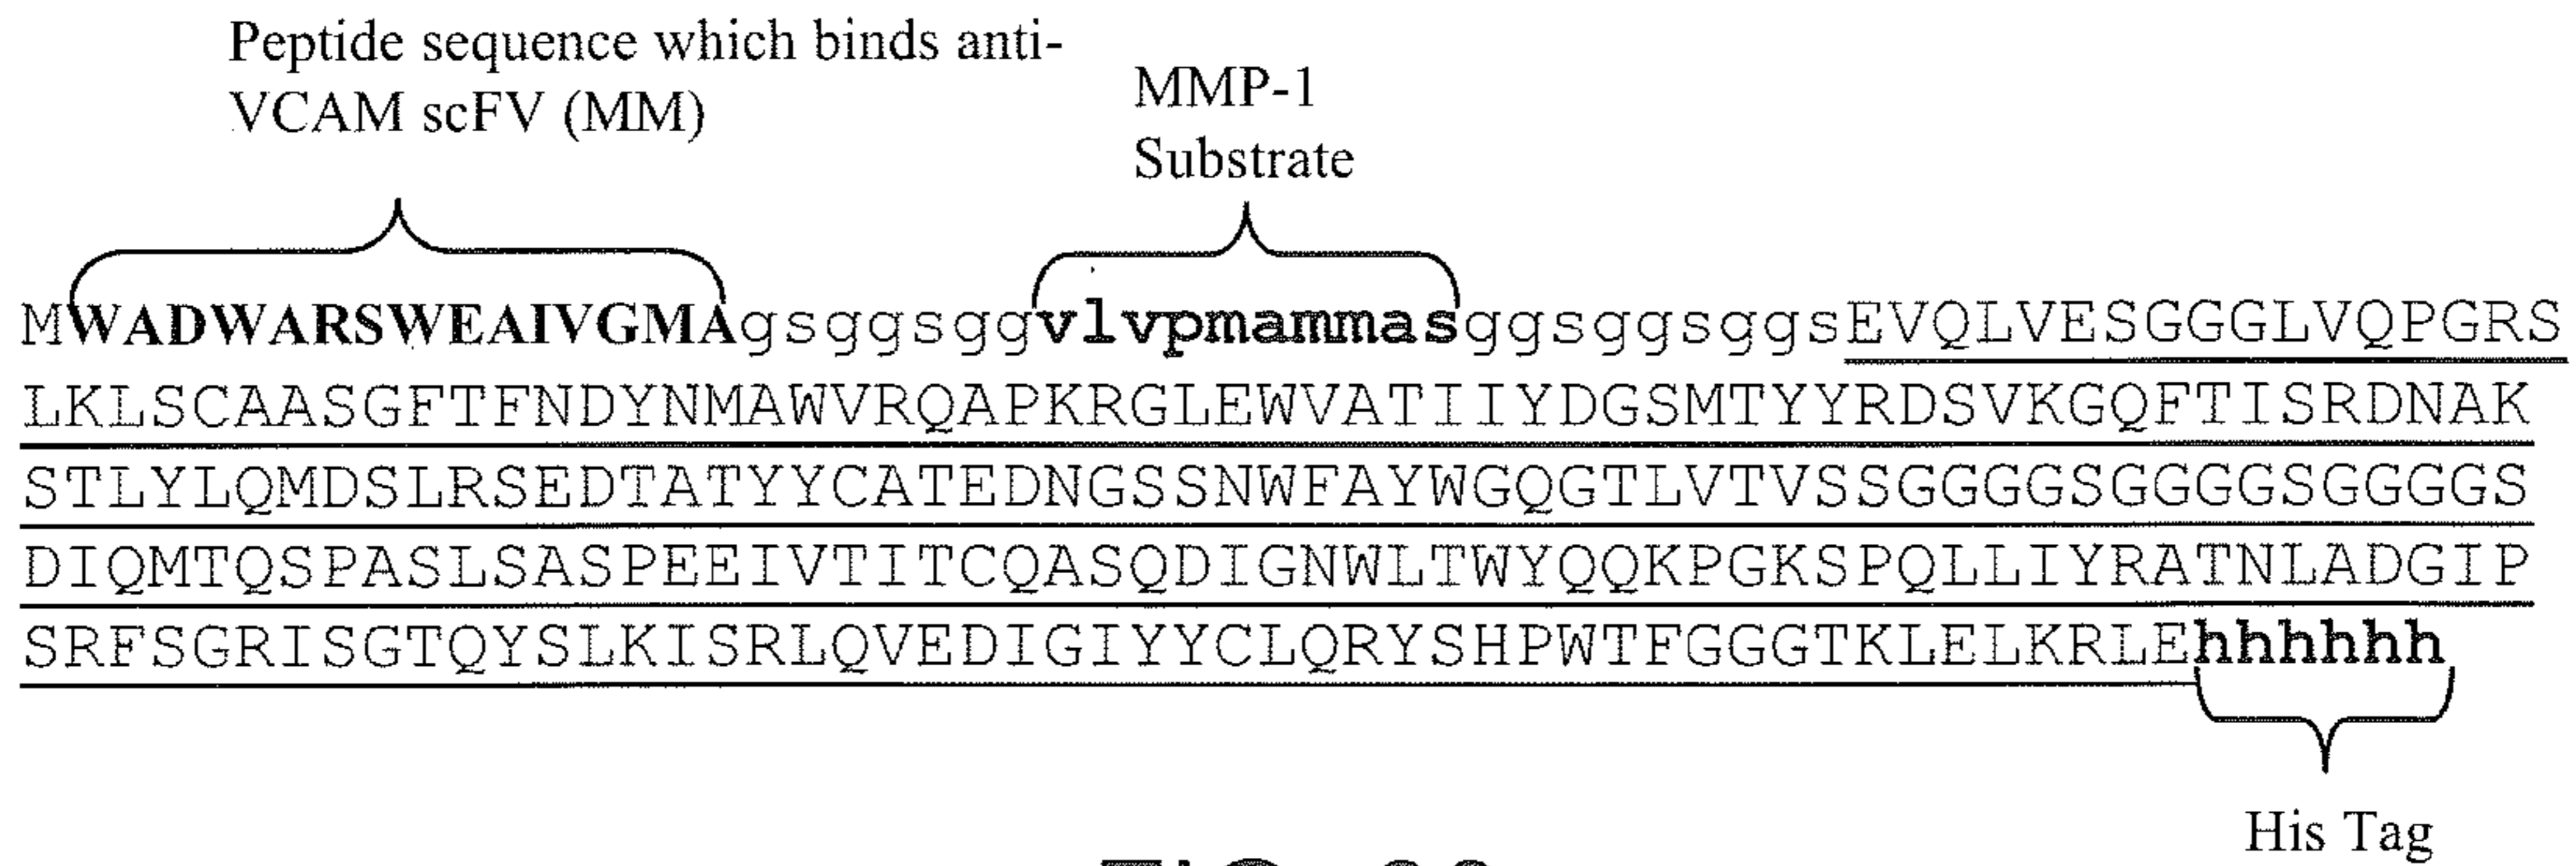 Peptide sequence which binds anti-
VCAM scFV (MM)
MMP-1
Substrate
MWADWARSWEAIVGMAgsggsggvlvpmammasggsggsggsEVQLVESGGGLVQPGRS
LKLSCAASGFTFNDYNMAWVRQAPKRGLEWVATIIYDGSMTYYRDSVKGQFTISRDNAK
STLYLQMDSLRSEDTATYYCATEDNGSSNWFAYWGQGTLVTVSSGGGGSGGGGSGGGGS
DIQMTQSPASLSASPEEIVTITCQASQDIGNWLTWYQQKPGKSPQLLIYRATNLADGIP
SRFSGRISGTQYSLKISRLQVEDIGIYYCLQRYSHPWTFGGGTKLELKRLEhhhhhh
His Tag